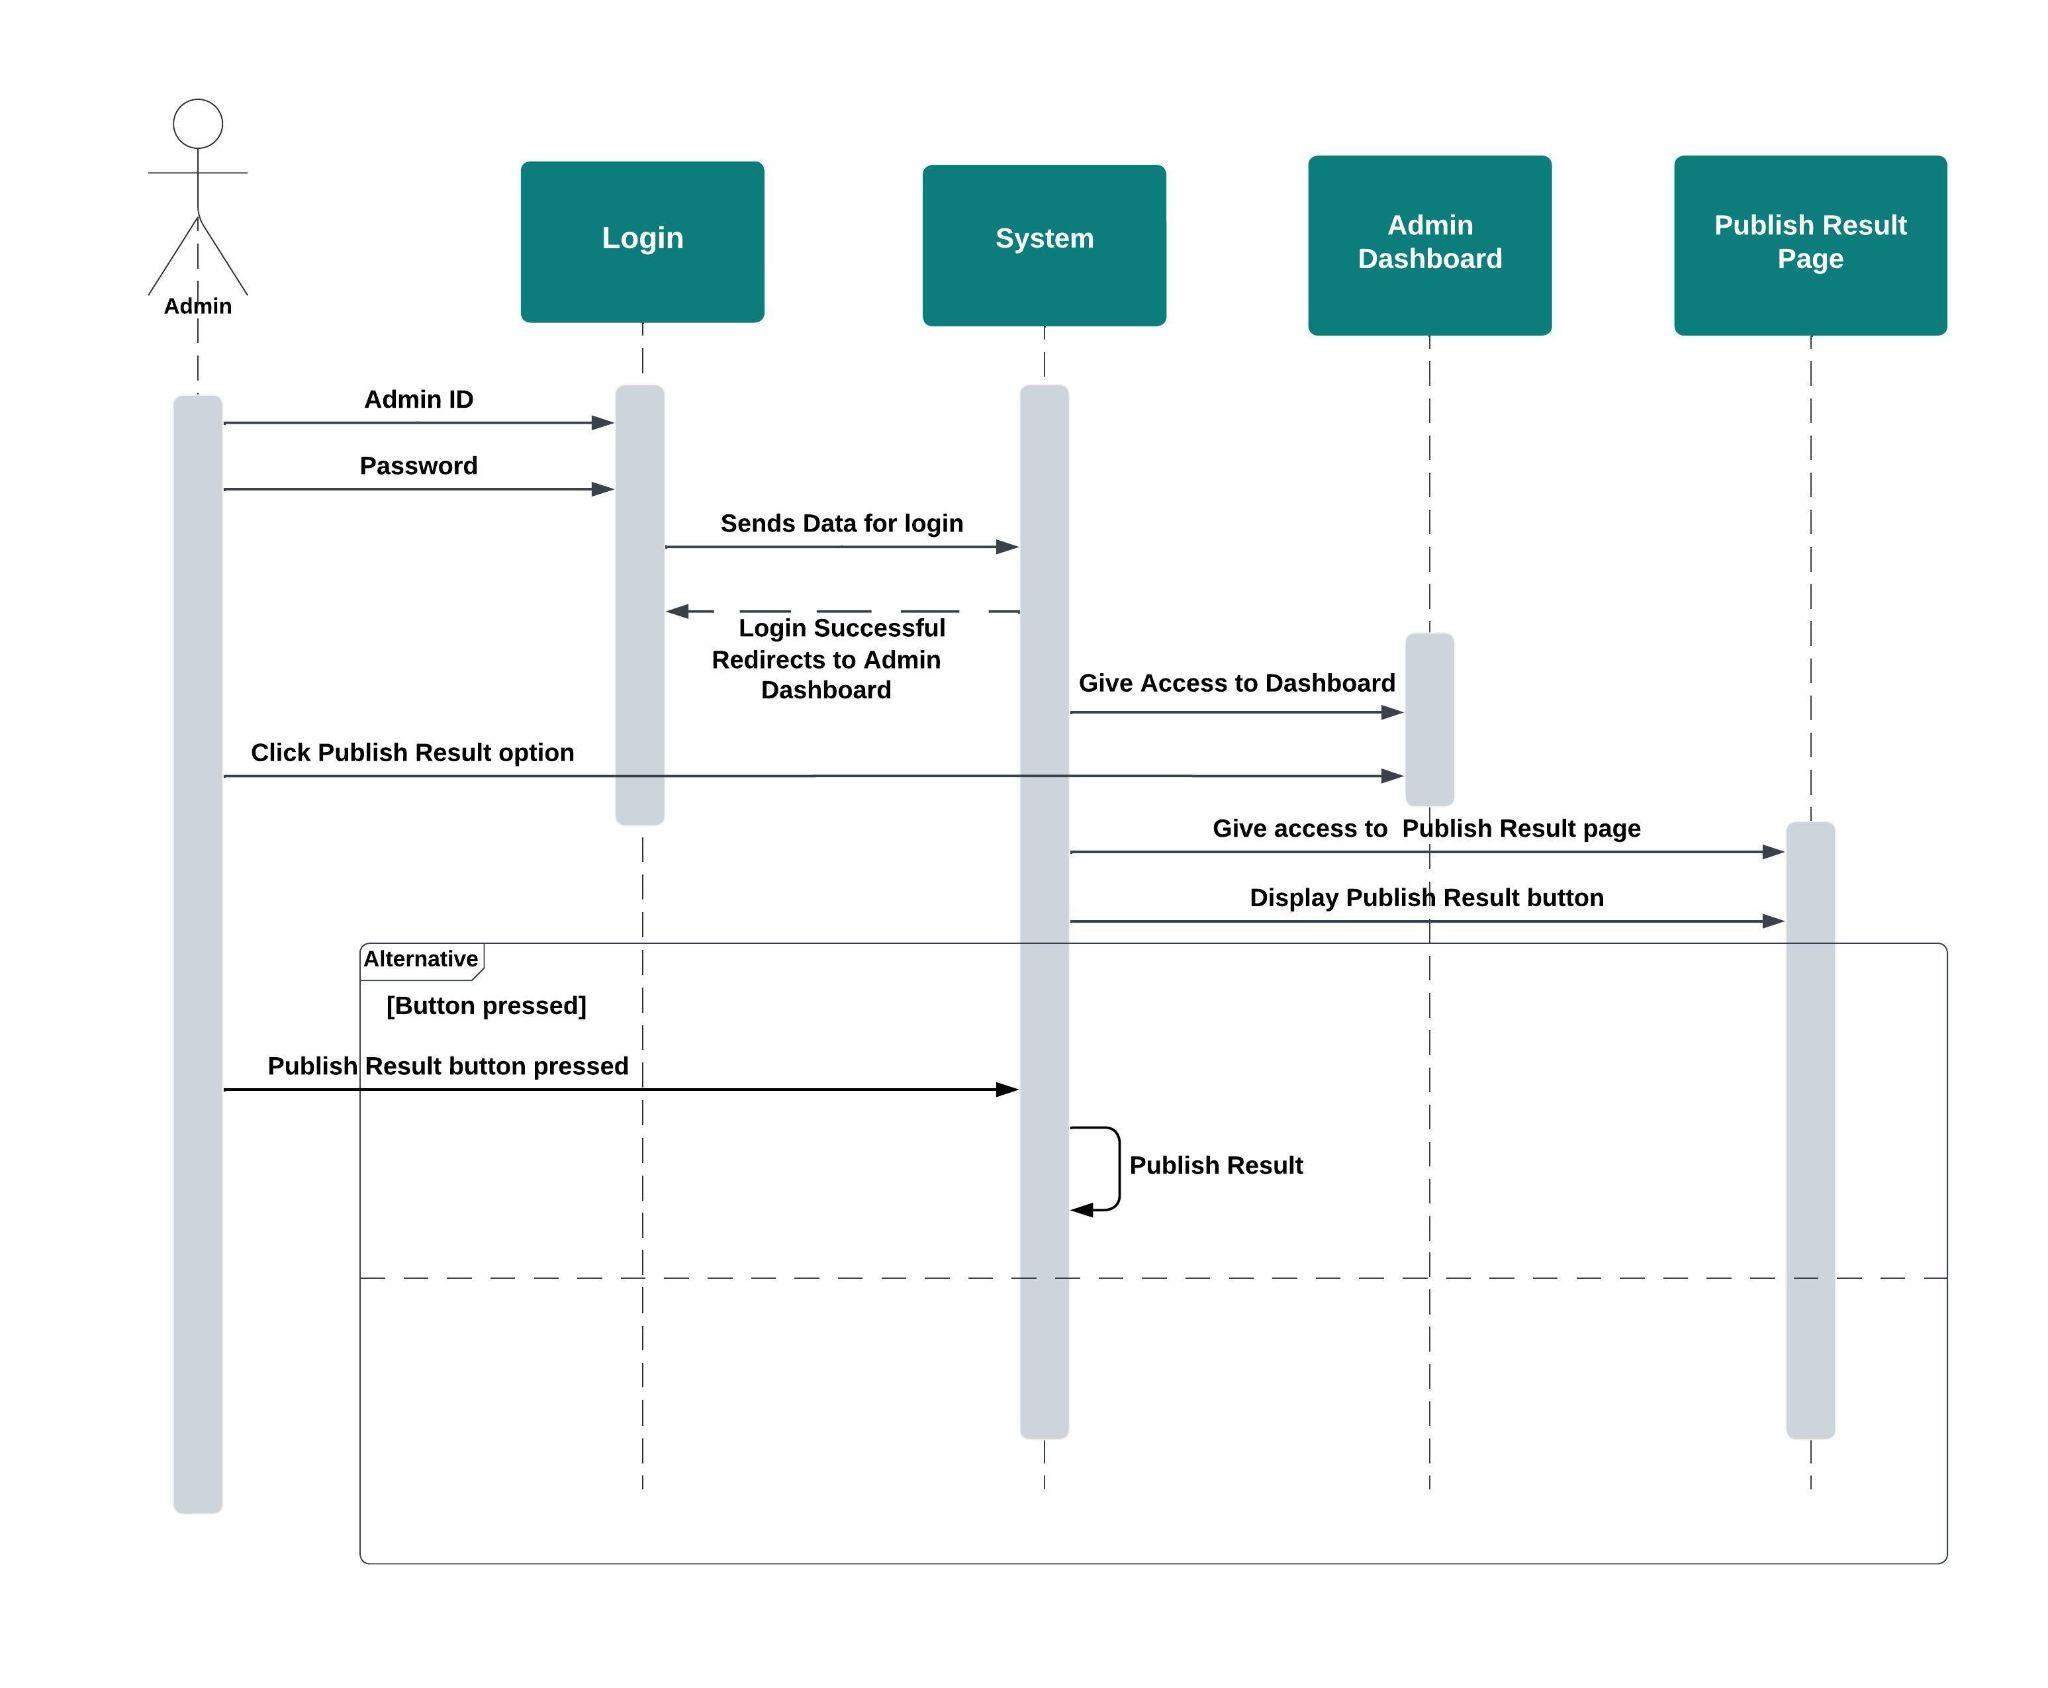 Login
System
Admin
Dashboard
Publish Result
Page
Admin
Admin ID
Password
Sends Data for login
Login Successful
Redirects to Admin
Dashboard
Give Access to Dashboard
Click Publish Result option
Give access to  Publish Result page
Display Publish Result button
Alternative
[Button pressed]
Publish Result button pressed
Publish Result